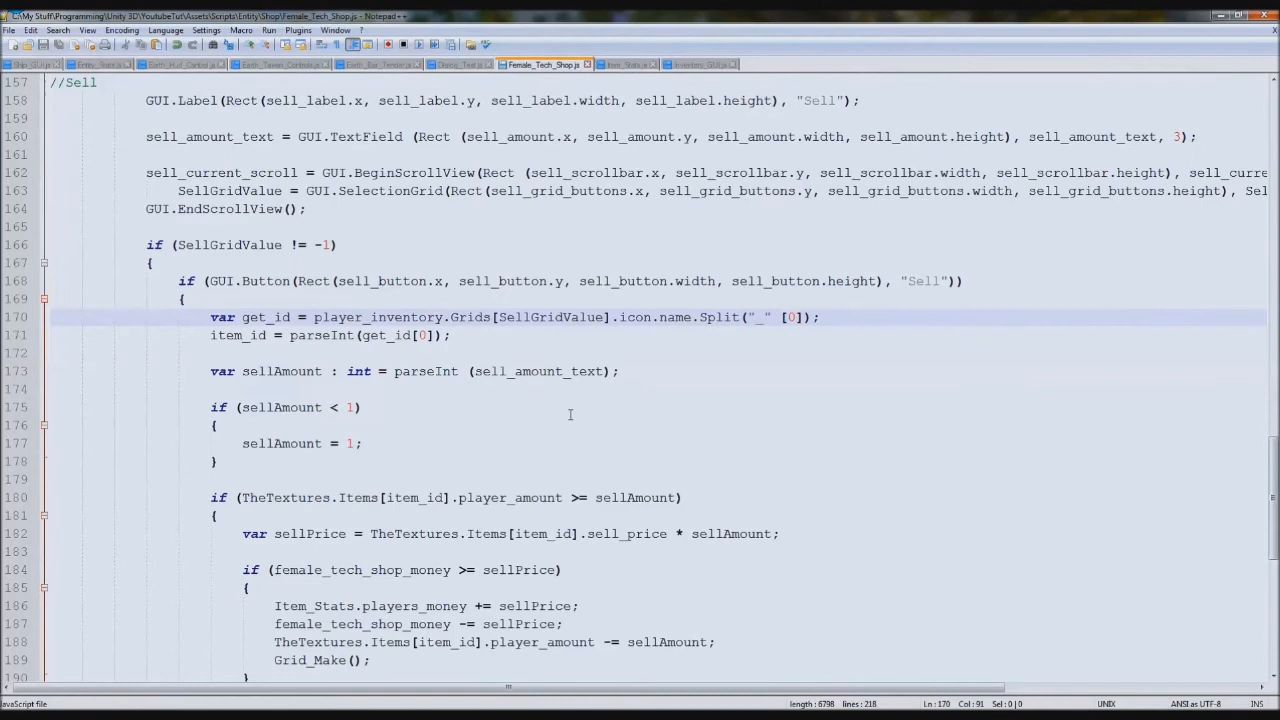 C:\My Stuff\Programming\Unity 3D\YoutubeTut\Assets\Scripts\Entity\Shop\Female_Tech_Shop.js - Notepad++
File Edit Search View Encoding Language Settings Macro Run Plugins Window ?
Ship_GUI.js Entity_Stats.js Earth_Hud_Control.js Earth_Tavern_Controls.js Earth_Bar_Tender.js Dialog_Text.js Female_Tech_Shop.js Item_Stats.js Inventory_GUI.js
157 //Sell
158 GUI.Label(Rect(sell_label.x, sell_label.y, sell_label.width, sell_label.height), "Sell");
159
160 sell_amount_text = GUI.TextField (Rect (sell_amount.x, sell_amount.y, sell_amount.width, sell_amount.height), sell_amount_text, 3);
161
162 sell_current_scroll = GUI.BeginScrollView(Rect (sell_scrollbar.x, sell_scrollbar.y, sell_scrollbar.width, sell_scrollbar.height), sell_curre
163 SellGridValue = GUI.SelectionGrid(Rect(sell_grid_buttons.x, sell_grid_buttons.y, sell_grid_buttons.width, sell_grid_buttons.height), Sel
164 GUI.EndScrollView();
165
166 if (SellGridValue != -1)
167 {
168 if (GUI.Button(Rect(sell_button.x, sell_button.y, sell_button.width, sell_button.height), "Sell"))
169 {
170 var get_id = player_inventory.Grids[SellGridValue].icon.name.Split("_" [0]);
171 item_id = parseInt(get_id[0]);
172
173 var sellAmount : int = parseInt (sell_amount_text);
174
175 if (sellAmount < 1)
176 {
177 sellAmount = 1;
178 }
179
180 if (TheTextures.Items[item_id].player_amount >= sellAmount)
181 {
182 var sellPrice = TheTextures.Items[item_id].sell_price * sellAmount;
183
184 if (female_tech_shop_money >= sellPrice)
185 {
186 Item_Stats.players_money += sellPrice;
187 female_tech_shop_money -= sellPrice;
188 TheTextures.Items[item_id].player_amount -= sellAmount;
189 Grid_Make();
190 }
JavaScript file length : 6798 lines : 218 Ln : 170 Col : 91 Sel : 0 | 0 UNIX ANSI as UTF-8 INS